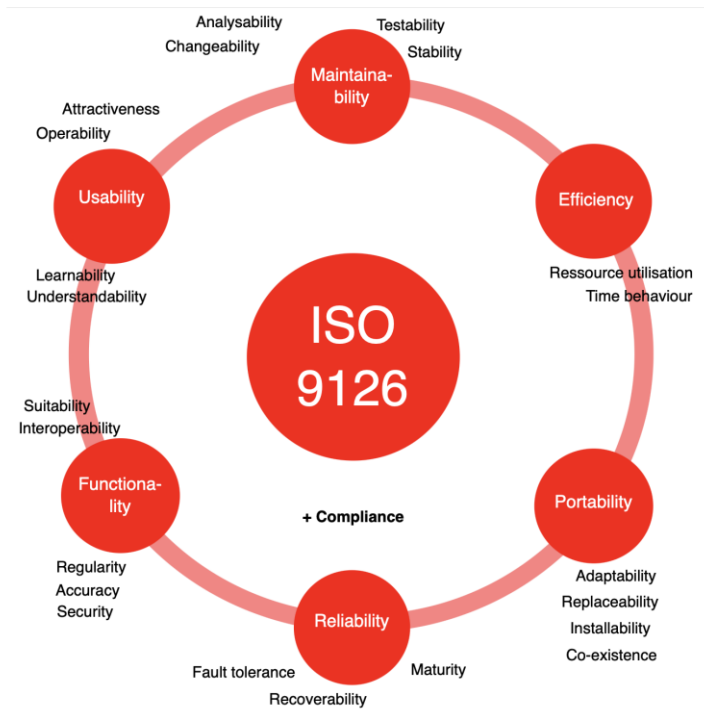 Analysability
Changeability
Testability
Stability
Maintaina-
bility
Attractiveness
Operability
Usability
Learnability
Understandability
Efficiency
Ressource utilisation
Time behaviour
ISO
9126
Suitability
Interoperability
Functiona-
lity
Regularity
Accuracy
Security
+ Compliance
Portability
Adaptability
Replaceability
Installability
Co-existence
Reliability
Fault tolerance
Recoverability
Maturity